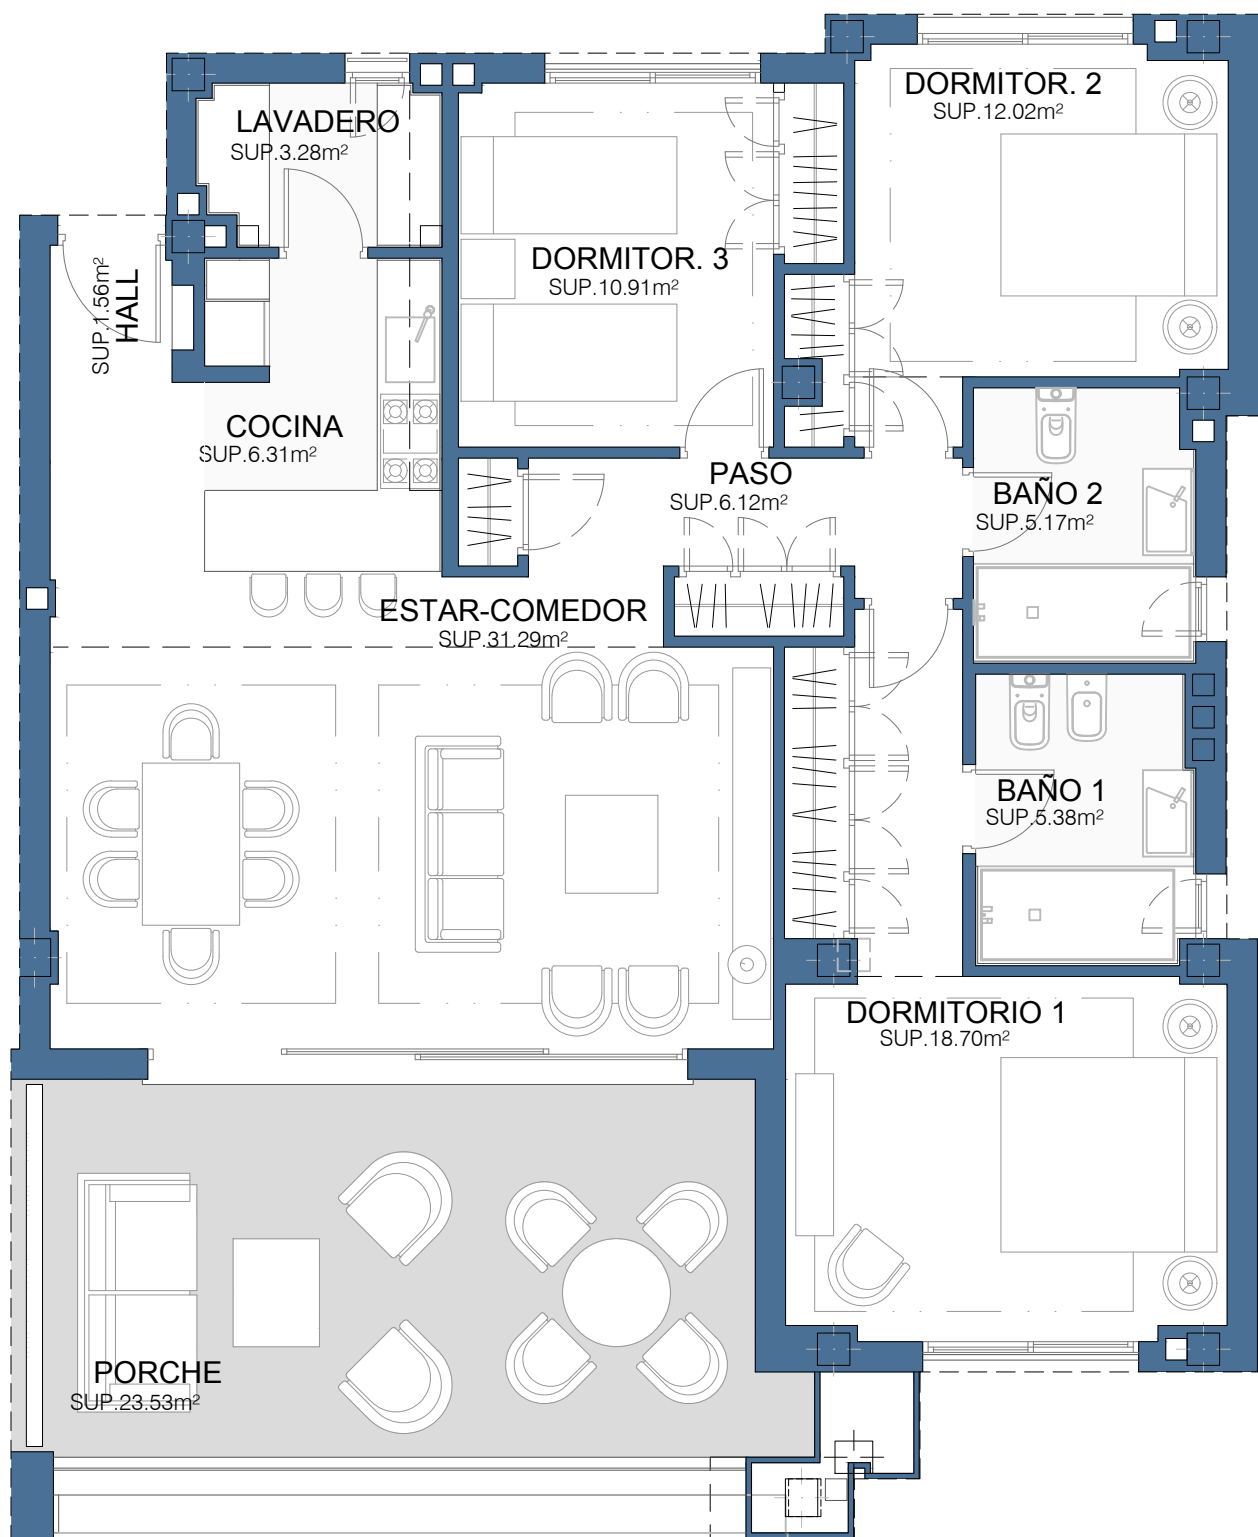 DORMITOR. 2
SUP.12.02m²
LAVADERO
SUP.3.28m²
DORMITOR. 3
SUP.10.91m²
HALL
SUP.1.56m²
COCINA
SUP.6.31m²
PASO
SUP.6.12m²
BAÑO 2
SUP.5.17m²
ESTAR-COMEDOR
SUP.31.29m²
BAÑO 1
SUP.5.38m²
DORMITORIO 1
SUP.18.70m²
PORCHE
SUP.23.53m²